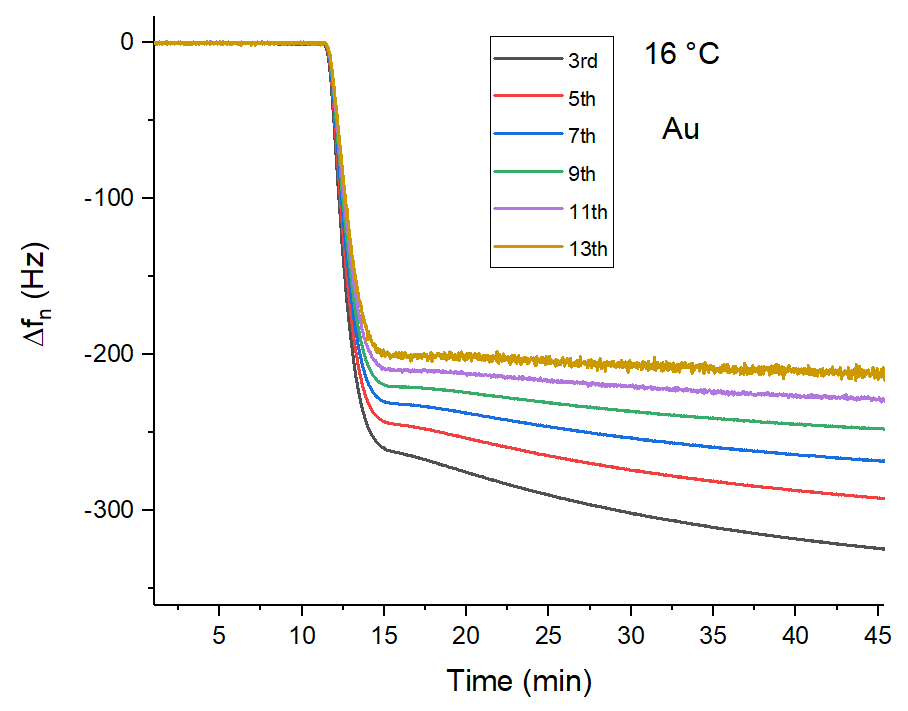 0
-100
-200
-300
Δfn (Hz)
3rd
5th
7th
9th
11th
13th
16 °C
Au
5 10 15 20 25 30 35 40 45
Time (min)